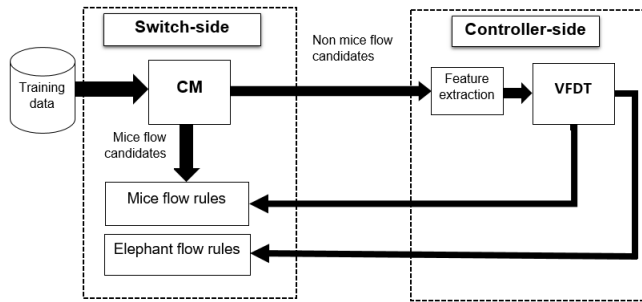 Switch-side
Controller-side
Non mice flow
candidates
Training
data
CM
Feature
extraction
VFDT
Mice flow
candidates
Mice flow rules
Elephant flow rules